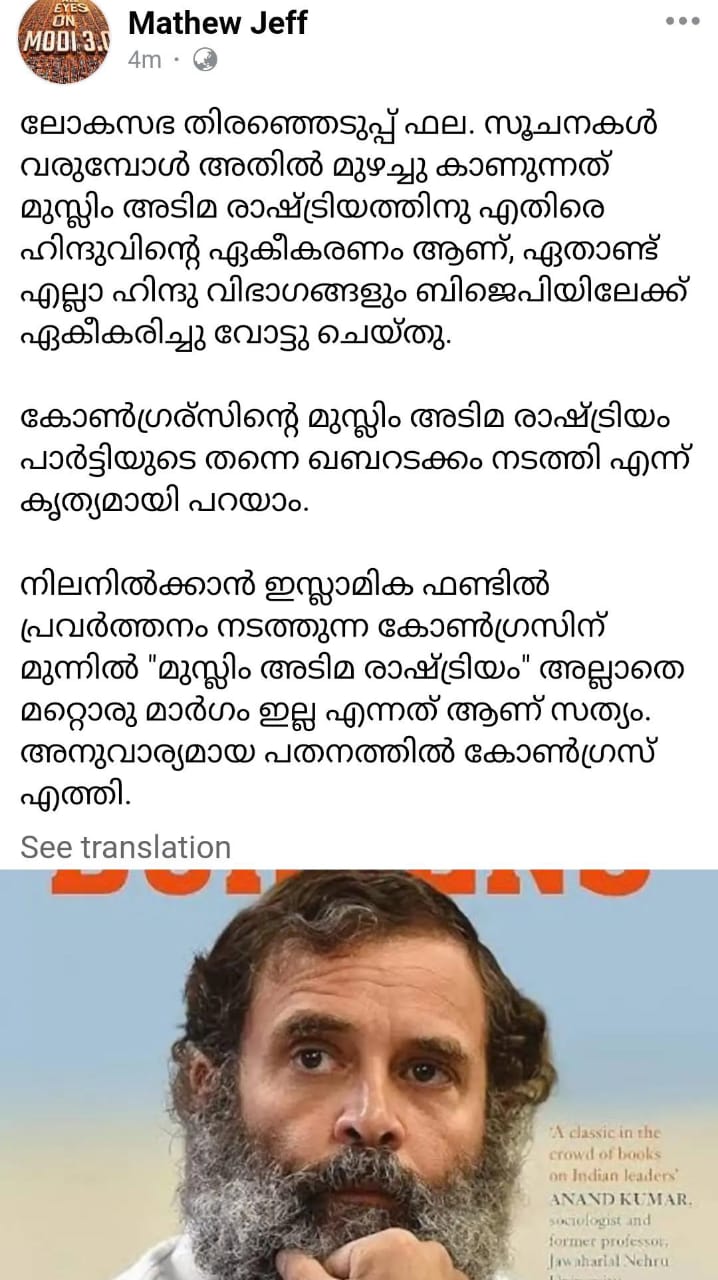 EYES
ON
MODI 3.0
Mathew Jeff
4m
ലോകസഭ തിരഞ്ഞെടുപ്പ് ഫല. സൂചനകൾ
വരുമ്പോൾ അതിൽ മുഴച്ചു കാണുന്നത്
മുസ്ലിം അടിമ രാഷ്ട്രിയത്തിനു എതിരെ
ഹിന്ദുവിന്റെ ഏകീകരണം ആണ്, ഏതാണ്ട്
എല്ലാ ഹിന്ദു വിഭാഗങ്ങളും ബിജെപിയിലേക്ക്
ഏകീകരിച്ചു വോട്ടു ചെയ്തു.
കോൺഗ്രര്സിന്റെ മുസ്ലിം അടിമ രാഷ്ട്രിയം
പാർട്ടിയുടെ തന്നെ ഖബറടക്കം നടത്തി എന്ന്
കൃത്യമായി പറയാം.
നിലനിൽക്കാൻ ഇസ്ലാമിക ഫണ്ടിൽ
പ്രവർത്തനം നടത്തുന്ന കോൺഗ്രസിന്
മുന്നിൽ "മുസ്ലിം അടിമ രാഷ്ട്രിയം" അല്ലാതെ
മറ്റൊരു മാർഗം ഇല്ല എന്നത് ആണ് സത്യം.
അനുവാര്യമായ പതനത്തിൽ കോൺഗ്രസ്
എത്തി.
See translation
'A classic in the
crowd of books
on Indian leaders'
ANAND KUMAR,
sociologist and
former professor,
Jawaharlal Nehru